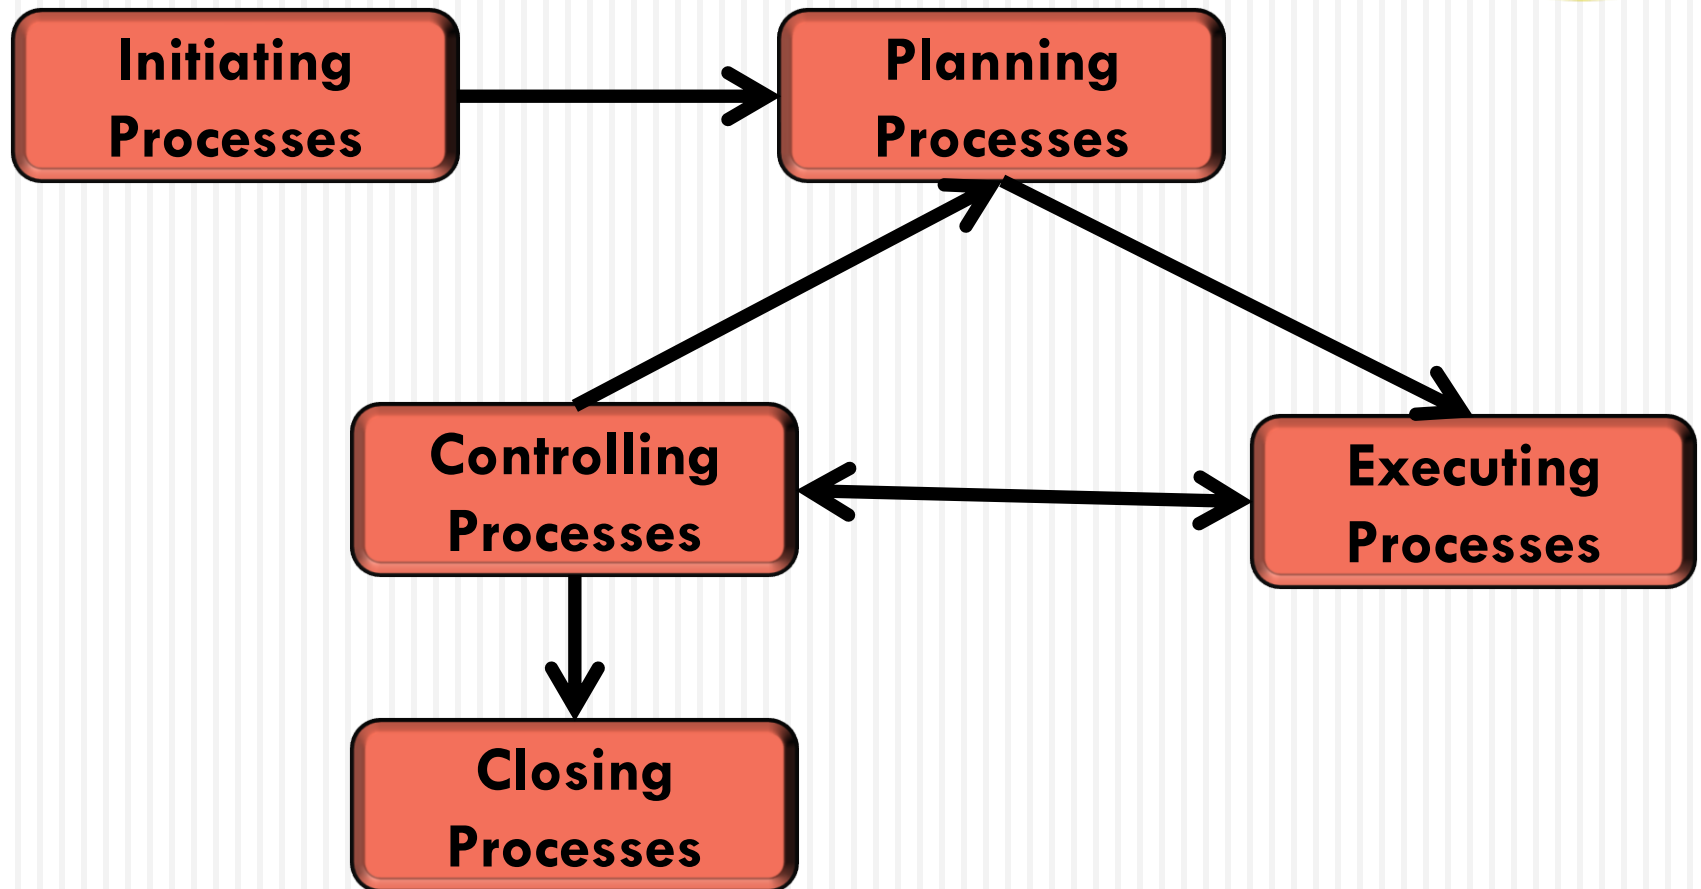 Initiating
Processes
Planning
Processes
Controlling
Processes
Executing
Processes
Closing
Processes